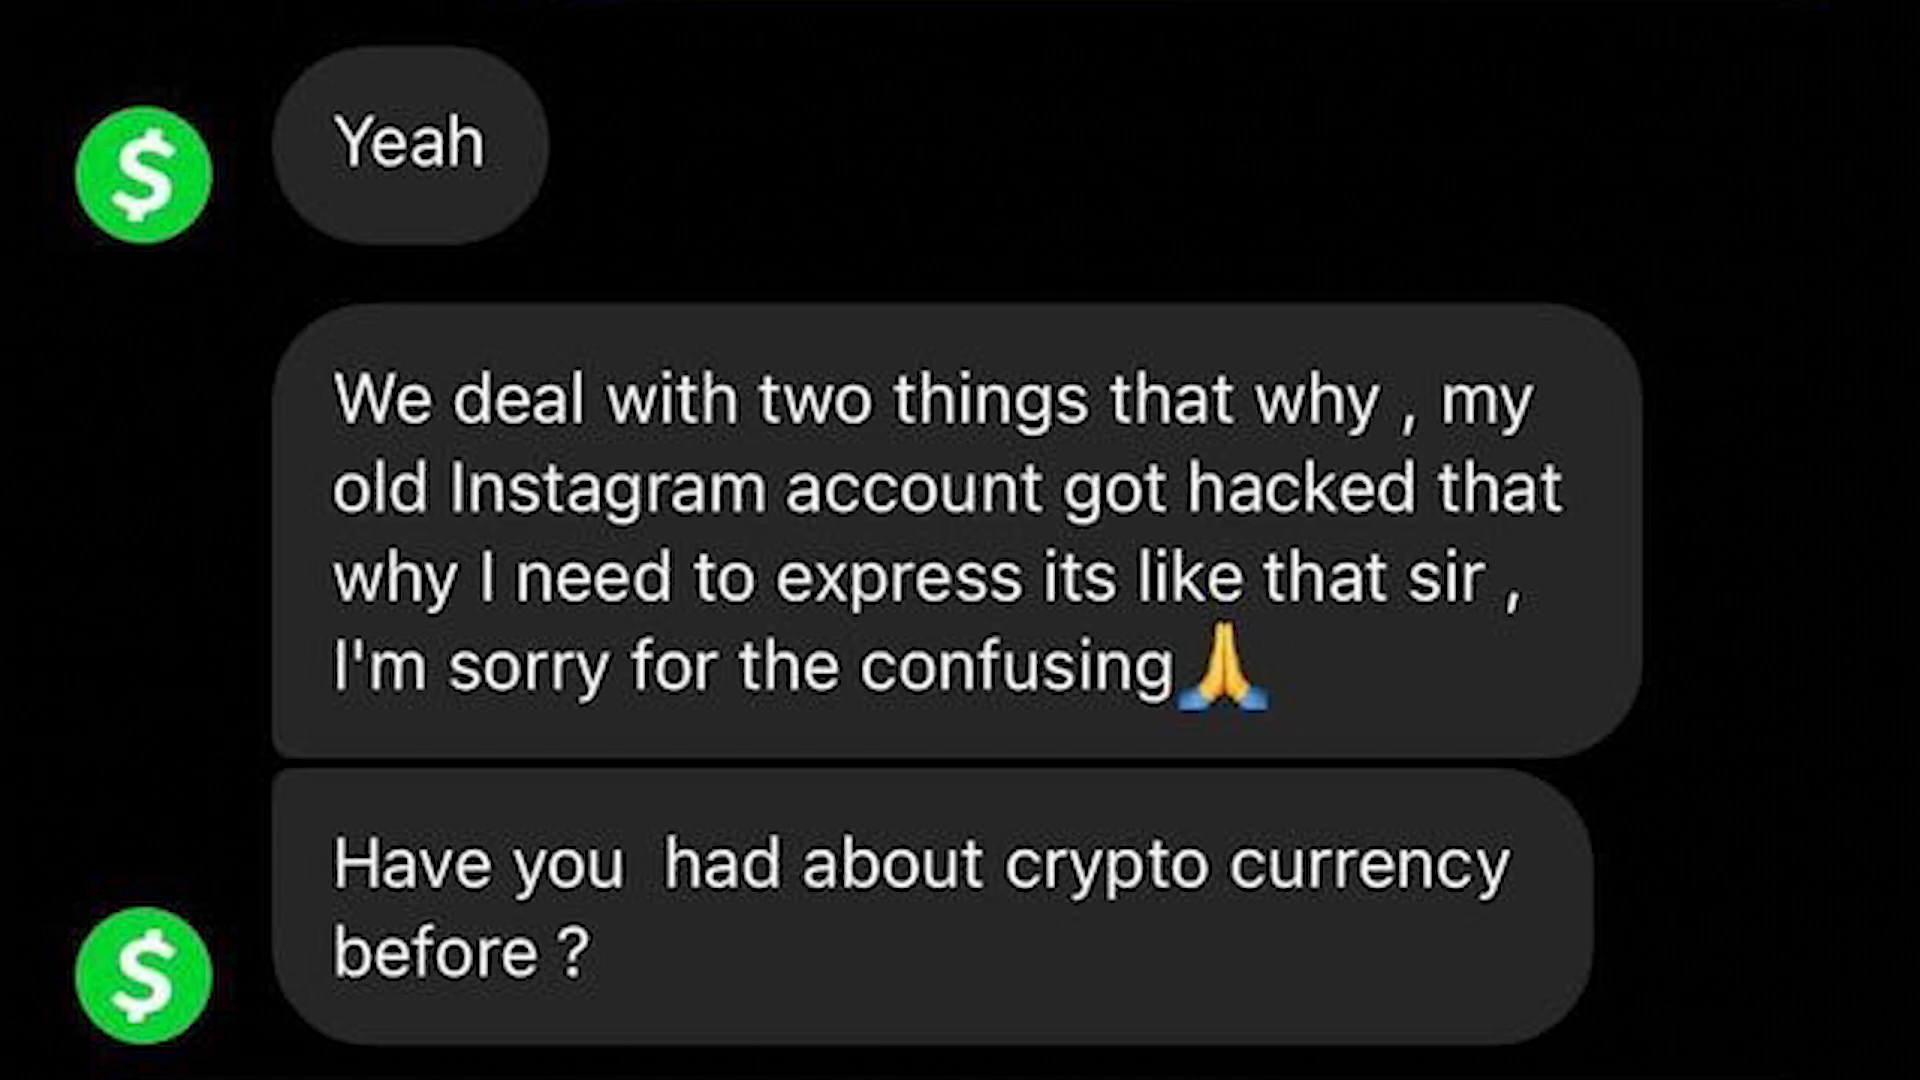 $
Yeah
We deal with two things that why , my
old Instagram account got hacked that
why I need to express its like that sir ,
I'm sorry for the confusing🙏
Have you  had about crypto currency
before ?
$